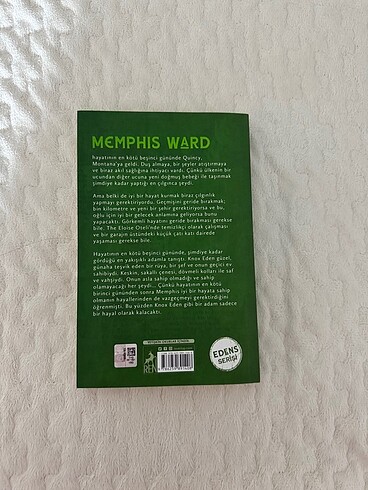 MEMPHIS WARD
hayatının en kötü beşinci gününde Quincy,
Montana'ya geldi. Duş almaya, bir şeyler atıştırmaya
ve biraz akıl sağlığına ihtiyacı vardı. Çünkü ülkenin bir
ucundan diğer ucuna yeni doğmuş bebeği ile taşınmak
şimdiye kadar yaptığı en çılgınca şeydi.
Ama belki de iyi bir hayat kurmak biraz çılgınlık
yapmayı gerektiriyordu. Geçmişini geride bırakmak;
bin kilometre ve yeni bir şehir gerektiriyorsa ve bu,
oğlu için iyi bir gelecek anlamına geliyorsa bunu
yapacaktı. Görkemli hayatını geride bırakması gerekse
bile. The Eloise Oteli'nde temizlikçi olarak çalışması
ve bir garajın üstündeki küçük çatı katı dairede
yaşaması gerekse bile.
Hayatının en kötü beşinci gününde, şimdiye kadar
gördüğü en yakışıklı adamla tanıştı. Knox Eden güzel,
günaha teşvik eden bir rüya, bir şef ve onun geçici ev
sahibiydi. Keskin, sakallı çenesi, dövmeli kolları ile saf
ve vahşiydi. Onun asla sahip olmadığı ve sahip
olamayacağı her şeydi... Çünkü hayatının en kötü
birinci gününden sonra Memphis iyi bir hayata sahip
olmanın hayallerinden de vazgeçmeyi gerektirdiğini
öğrenmişti. Bu yüzden Knox Eden gibi bir adam sadece
bir hayal olarak kalacaktı.
REN
EDENS
SERİSİ